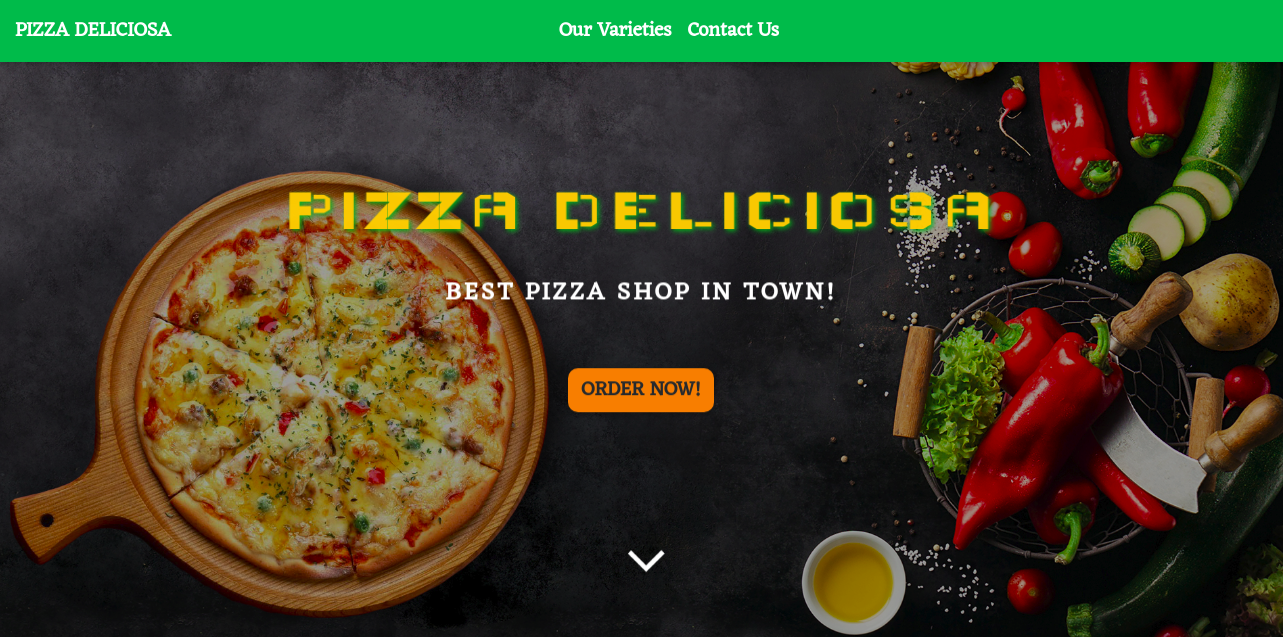 PIZZA DELICIOSA
Our Varieties Contact Us
PIZZA DELICIOSA
BEST PIZZA SHOP IN TOWN!
ORDER NOW!